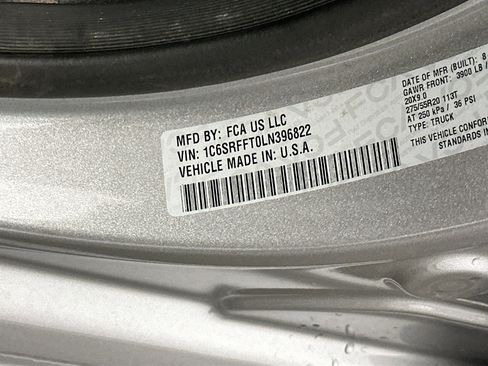 MFD BY: FCA US LLC
VIN: 1C6SRFFT0LN396822
VEHICLE MADE IN U.S.A.
DATE OF MFR (BUILT): 8
GAWR FRONT: 3900 LB /
20X9.0
275/55R20 113T
AT 250 kPa / 36 PSI
TYPE: TRUCK
THIS VEHICLE CONFOR
STANDARDS IN